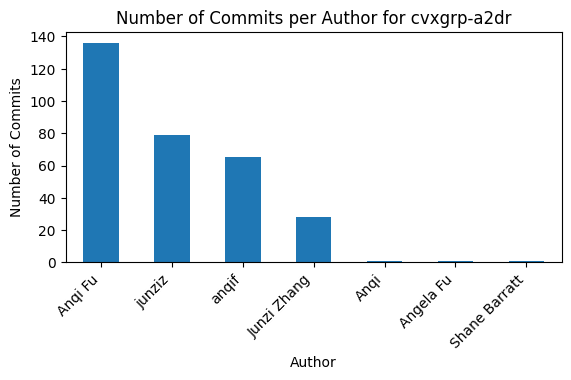 Number of Commits per Author for cvxgrp-a2dr
Number of Commits
140
120
100
80
60
40
20
0
Anqi Fu
junziz
anqif
Junzi Zhang
Anqi
Angela Fu
Shane Barratt
Author